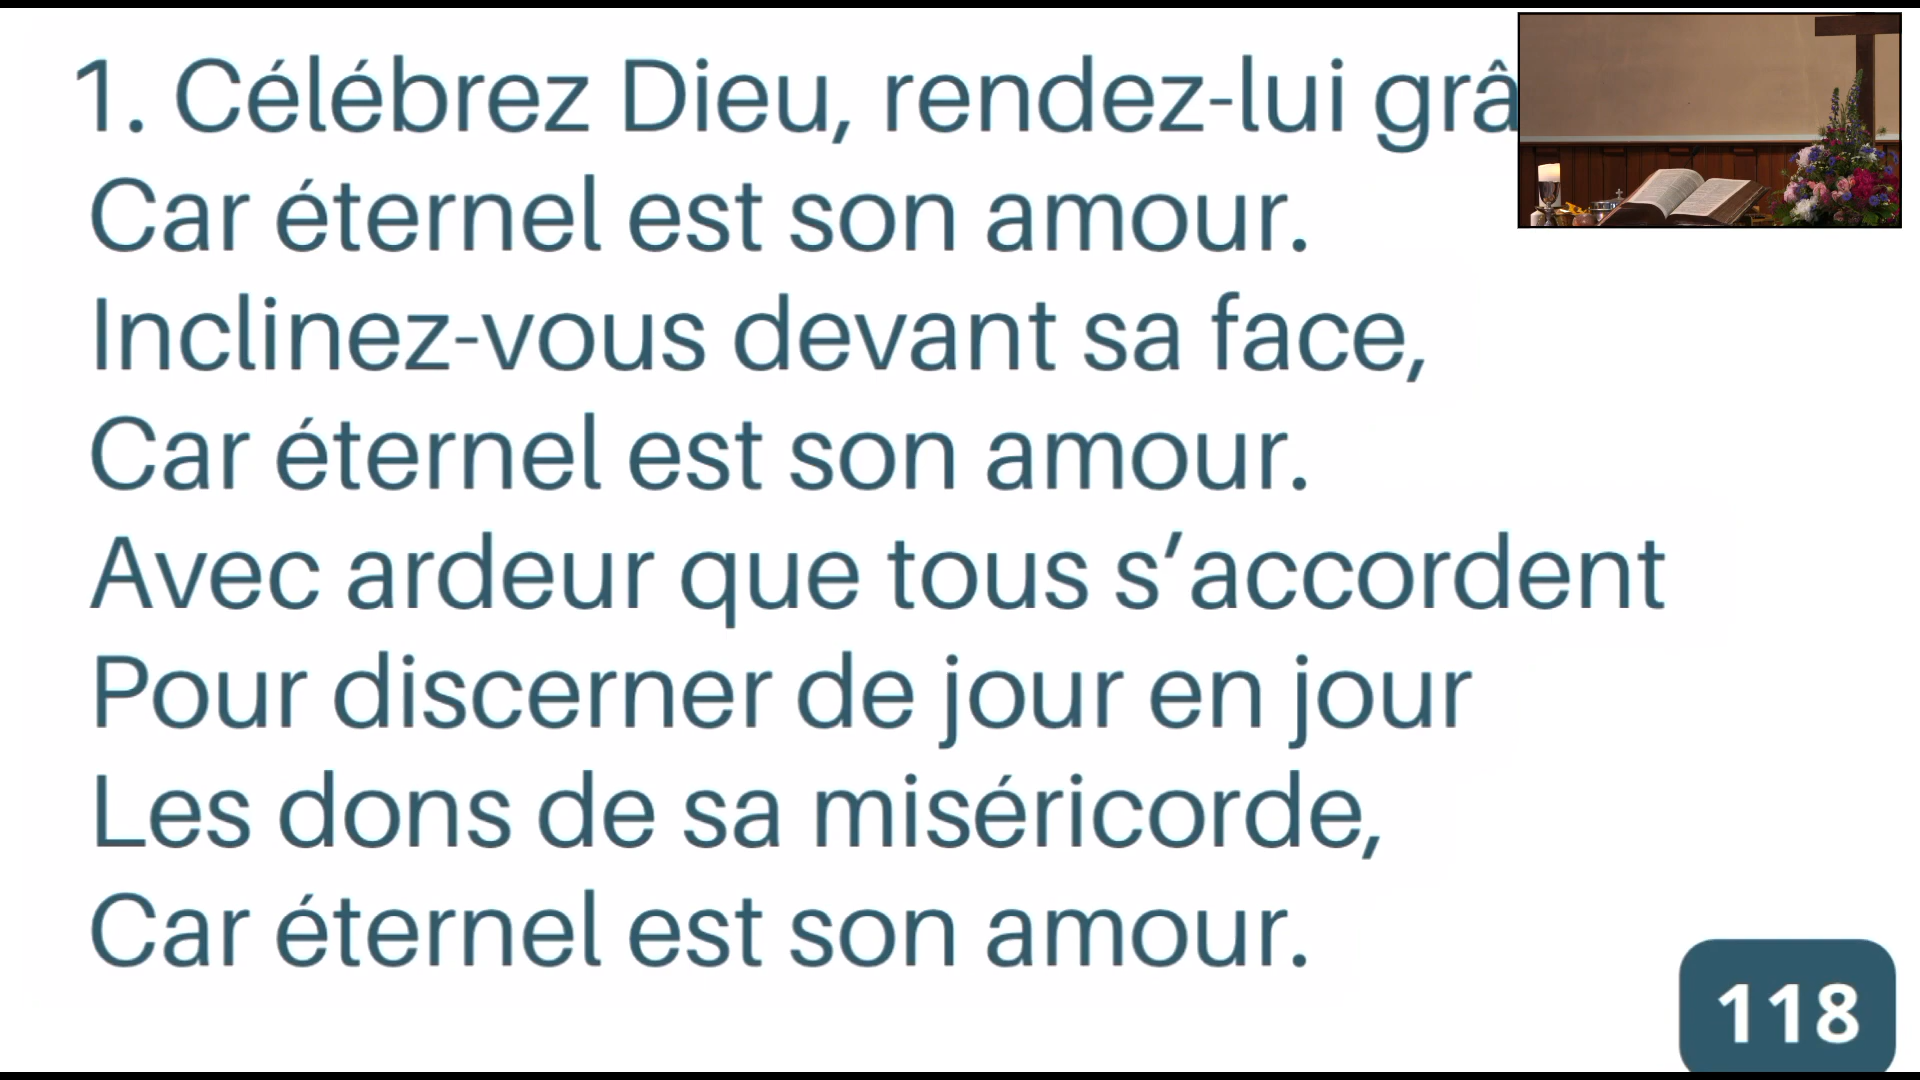 1. Célébrez Dieu, rendez-lui
Car éternel est son amour.
Inclinez-vous devant sa face,
Car éternel est son amour.
Avec ardeur que tous s’accordent
Pour discerner de jour en jour
Les dons de sa miséricorde,
Car éternel est son amour.
118